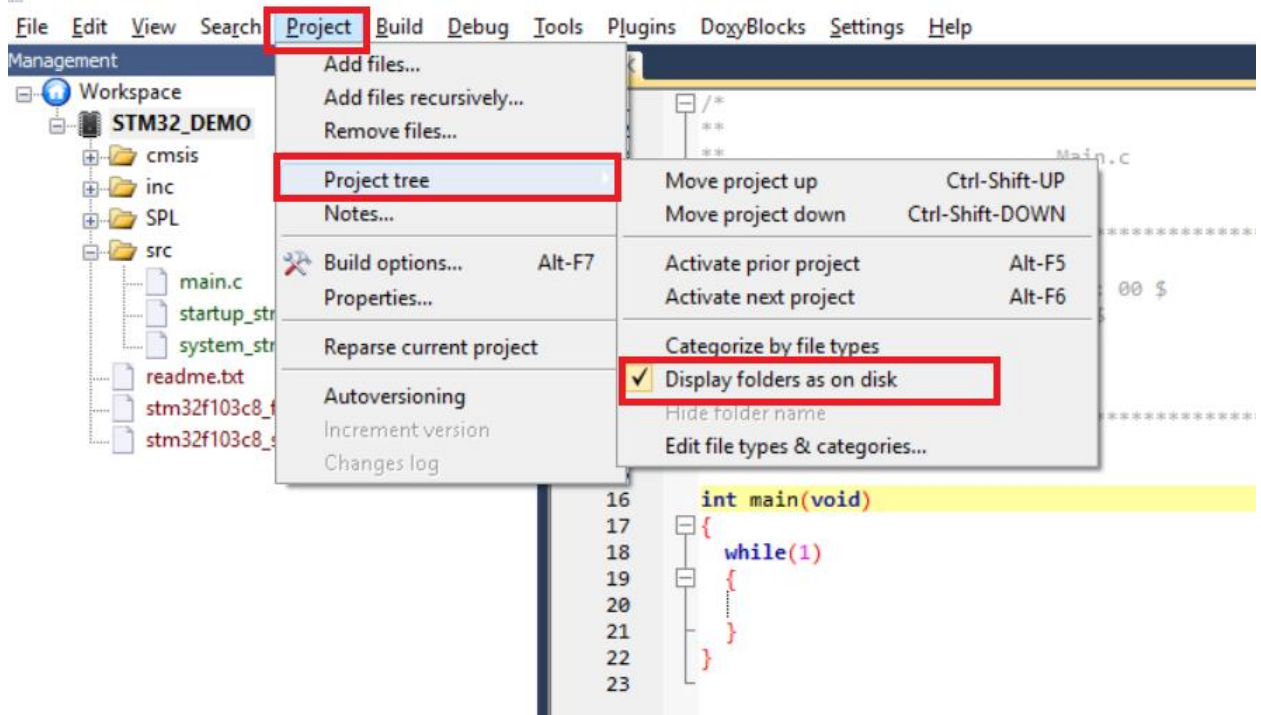 File Edit View Search Project Build Debug Tools Plugins DoxyBlocks Settings Help
Management
Workspace
STM32_DEMO
cmsis
inc
SPL
src
main.c
startup_str
system_str
readme.txt
stm32f103c8_f
stm32f103c8_s
Add files...
Add files recursively...
Remove files...
Project tree
Notes...
Build options... Alt-F7
Properties...
Reparse current project
Autoversioning
Increment version
Changes log
Move project up Ctrl-Shift-UP
Move project down Ctrl-Shift-DOWN
Activate prior project Alt-F5
Activate next project Alt-F6
Categorize by file types
Display folders as on disk
Hide folder name
Edit file types & categories...
/*
**
** Main.c
**************
: 00 $
$
**************
16 int main(void)
17 {
18 while(1)
19 {
20
21 }
22 }
23